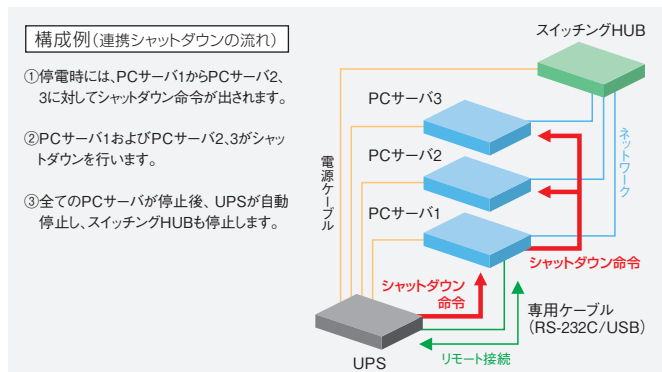 構成例(連携シャットダウンの流れ)
①停電時には、PCサーバ1からPCサーバ2、
3に対してシャットダウン命令が出されます。
②PCサーバ1およびPCサーバ2、3がシャッ
トダウンを行います。
③全てのPCサーバが停止後、UPSが自動
停止し、スイッチングHUBも停止します。
スイッチングHUB
PCサーバ3
PCサーバ2
PCサーバ1
電源ケーブル
ネットワーク
シャットダウン命令
シャットダウン
命令
専用ケーブル
(RS-232C/USB)
リモート接続
UPS